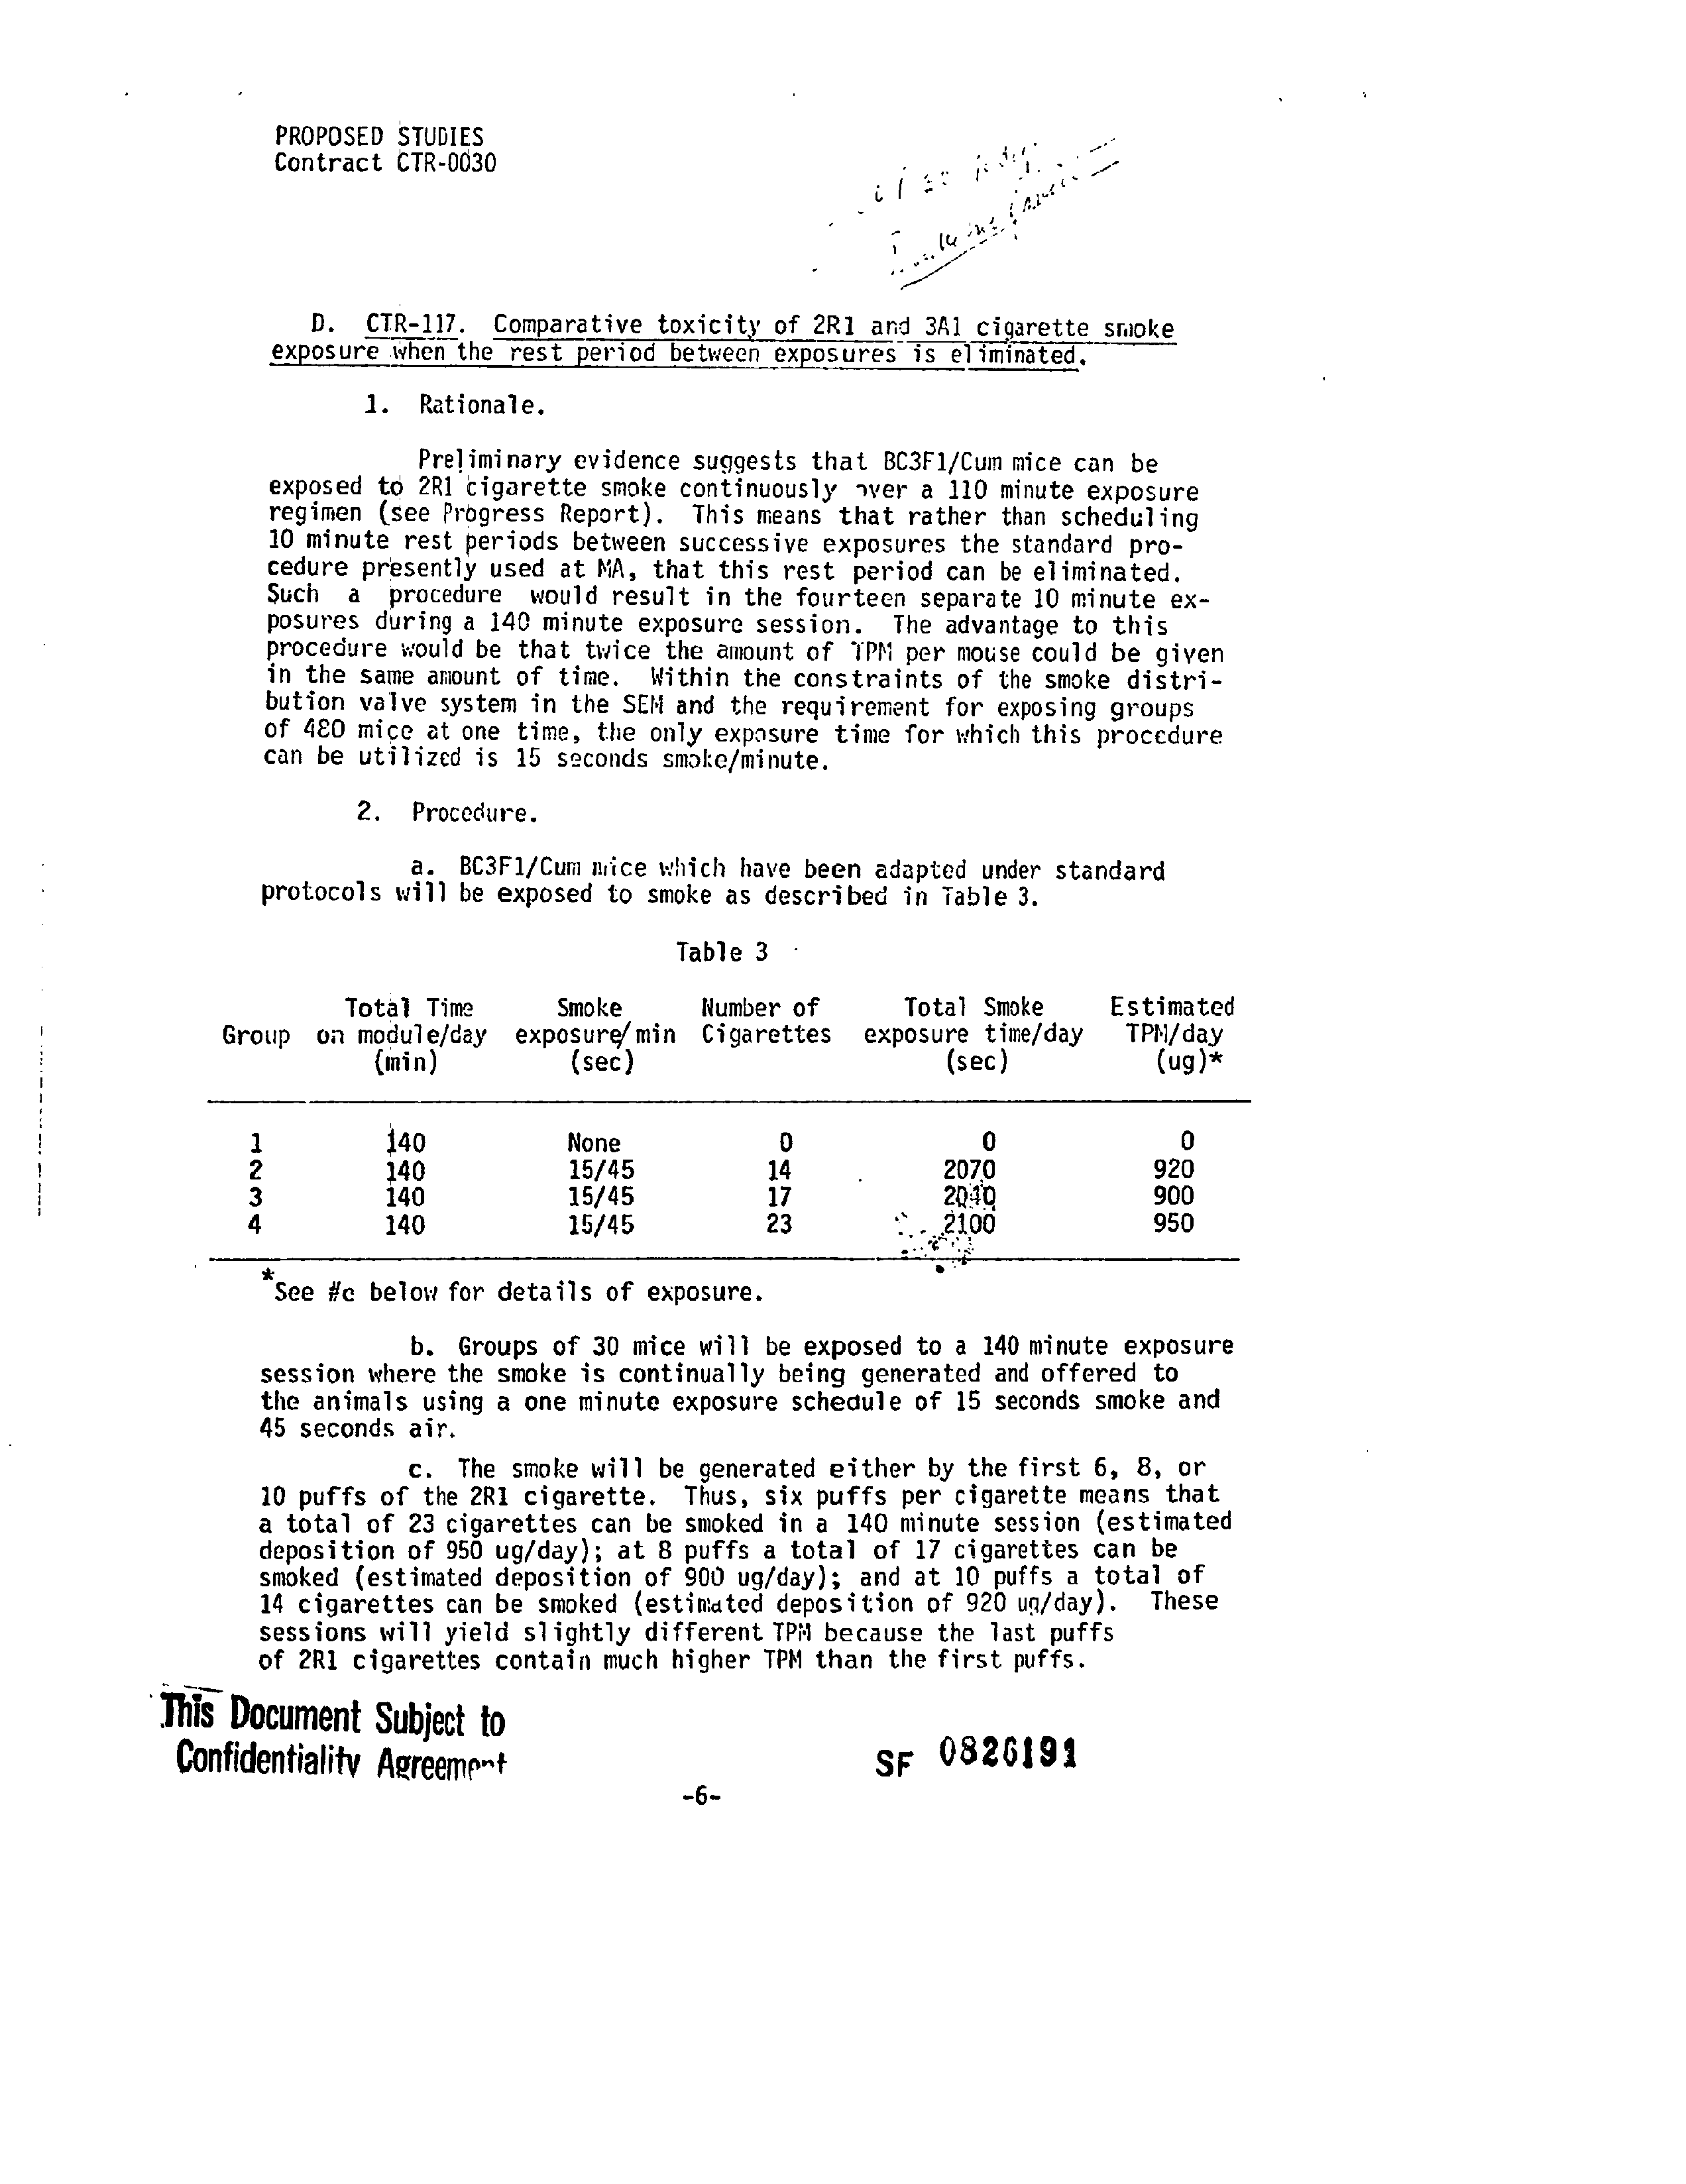 PROPOSED STUDIES
Contract CTR-0030
D. CTR-117. Comparative toxicity of 2R1 and 3A1 cigarette smoke
exposure when the rest period between exposures is eliminated.
1. Rationale.
Preliminary evidence suggests that BC3F1/Cum mice can be
exposed to 2R1 cigarette smoke continuously over a 110 minute exposure
regimen (see Progress Report). This means that rather than scheduling
10 minute rest periods between successive exposures the standard pro-
cedure presently used at MA, that this rest period can be eliminated.
Such a procedure would result in the fourteen separate 10 minute ex-
posures during a 140 minute exposure session. The advantage to this
procedure would be that twice the amount of TPM per mouse could be given
in the same amount of time. Within the constraints of the smoke distri-
bution valve system in the SEM and the requirement for exposing groups
of 480 mice at one time, the only exposure time for which this procedure
can be utilized is 15 seconds smoke/minute.
2. Procedure.
a. BC3F1/Cum mice which have been adapted under standard
protocols will be exposed to smoke as described in Table 3.
Table 3
Total Time Smoke Number of Total Smoke Estimated
Group on module/day exposure/min Cigarettes exposure time/day TPM/day
(min) (sec) (sec) (ug)*
1 140 None 0 0 0
2 140 15/45 14 2070 920
3 140 15/45 17 2040 900
4 140 15/45 23 2100 950
*See #c below for details of exposure.
b. Groups of 30 mice will be exposed to a 140 minute exposure
session where the smoke is continually being generated and offered to
the animals using a one minute exposure schedule of 15 seconds smoke and
45 seconds air.
c. The smoke will be generated either by the first 6, 8, or
10 puffs of the 2R1 cigarette. Thus, six puffs per cigarette means that
a total of 23 cigarettes can be smoked in a 140 minute session (estimated
deposition of 950 ug/day); at 8 puffs a total of 17 cigarettes can be
smoked (estimated deposition of 900 ug/day); and at 10 puffs a total of
14 cigarettes can be smoked (estimated deposition of 920 ug/day). These
sessions will yield slightly different TPM because the last puffs
of 2R1 cigarettes contain much higher TPM than the first puffs.
This Document Subject to
Confidentiality Agreement
SF 0826191
-6-